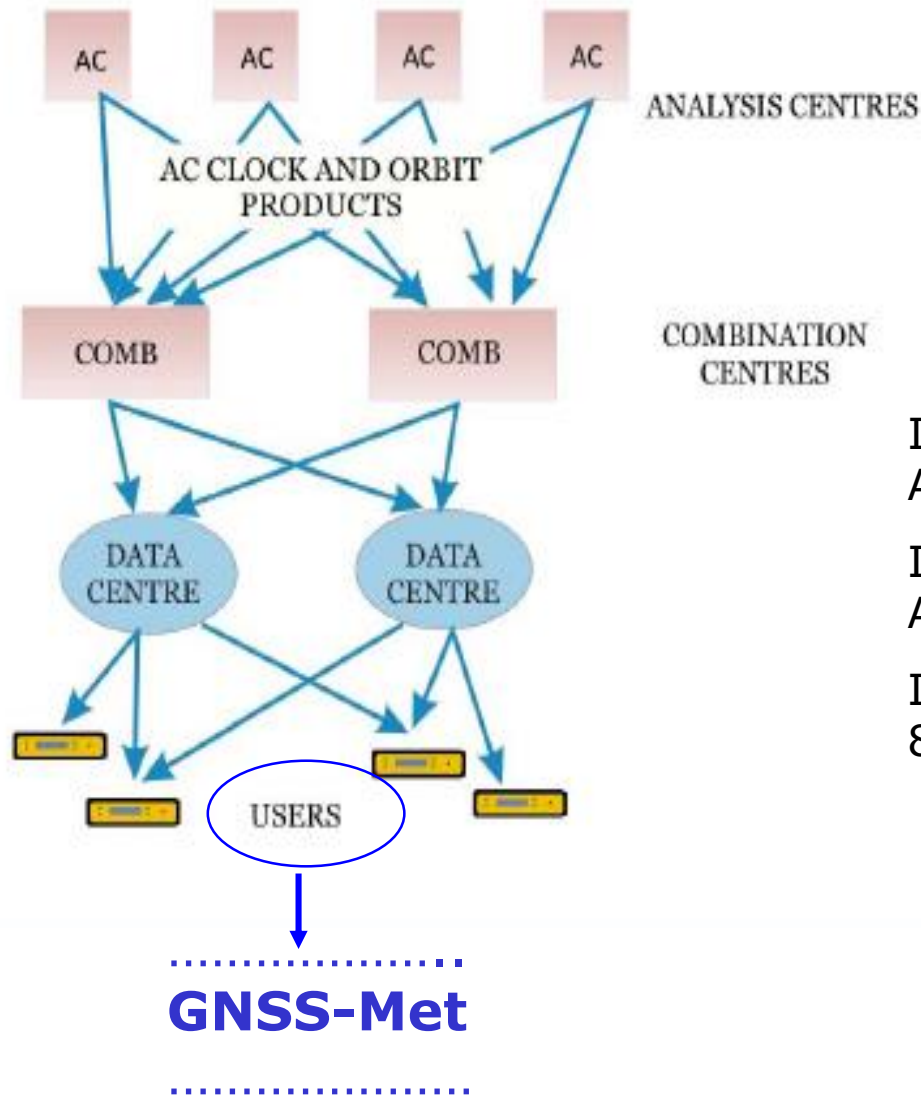 AC
AC
AC
AC
ANALYSIS CENTRES
AC CLOCK AND ORBIT
PRODUCTS
COMB
COMB
COMBINATION
CENTRES
DATA
CENTRE
DATA
CENTRE
USERS
GNSS-Met